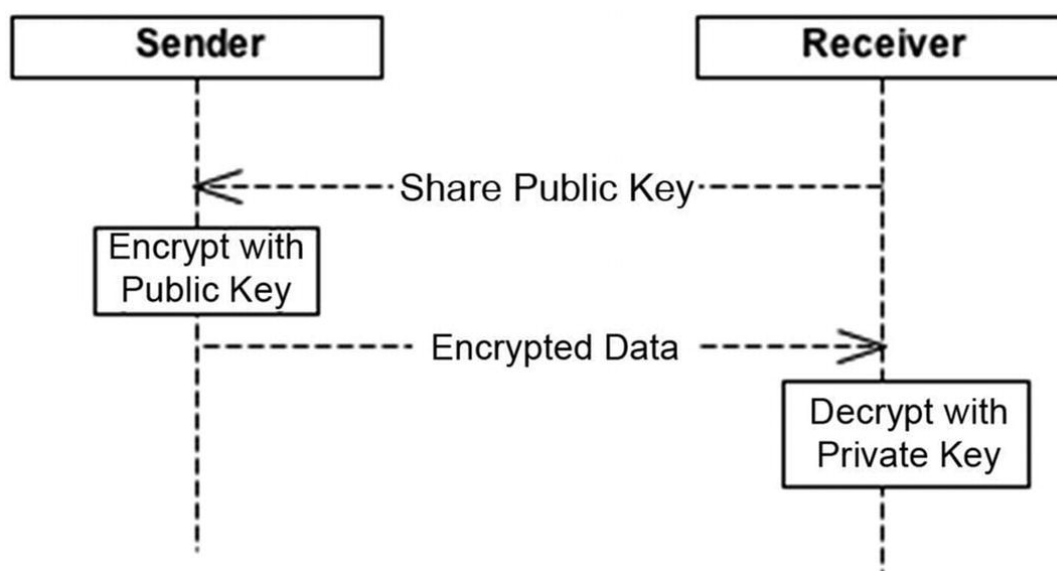 Sender
Receiver
Share Public Key
Encrypt with
Public Key
Encrypted Data
Decrypt with
Private Key